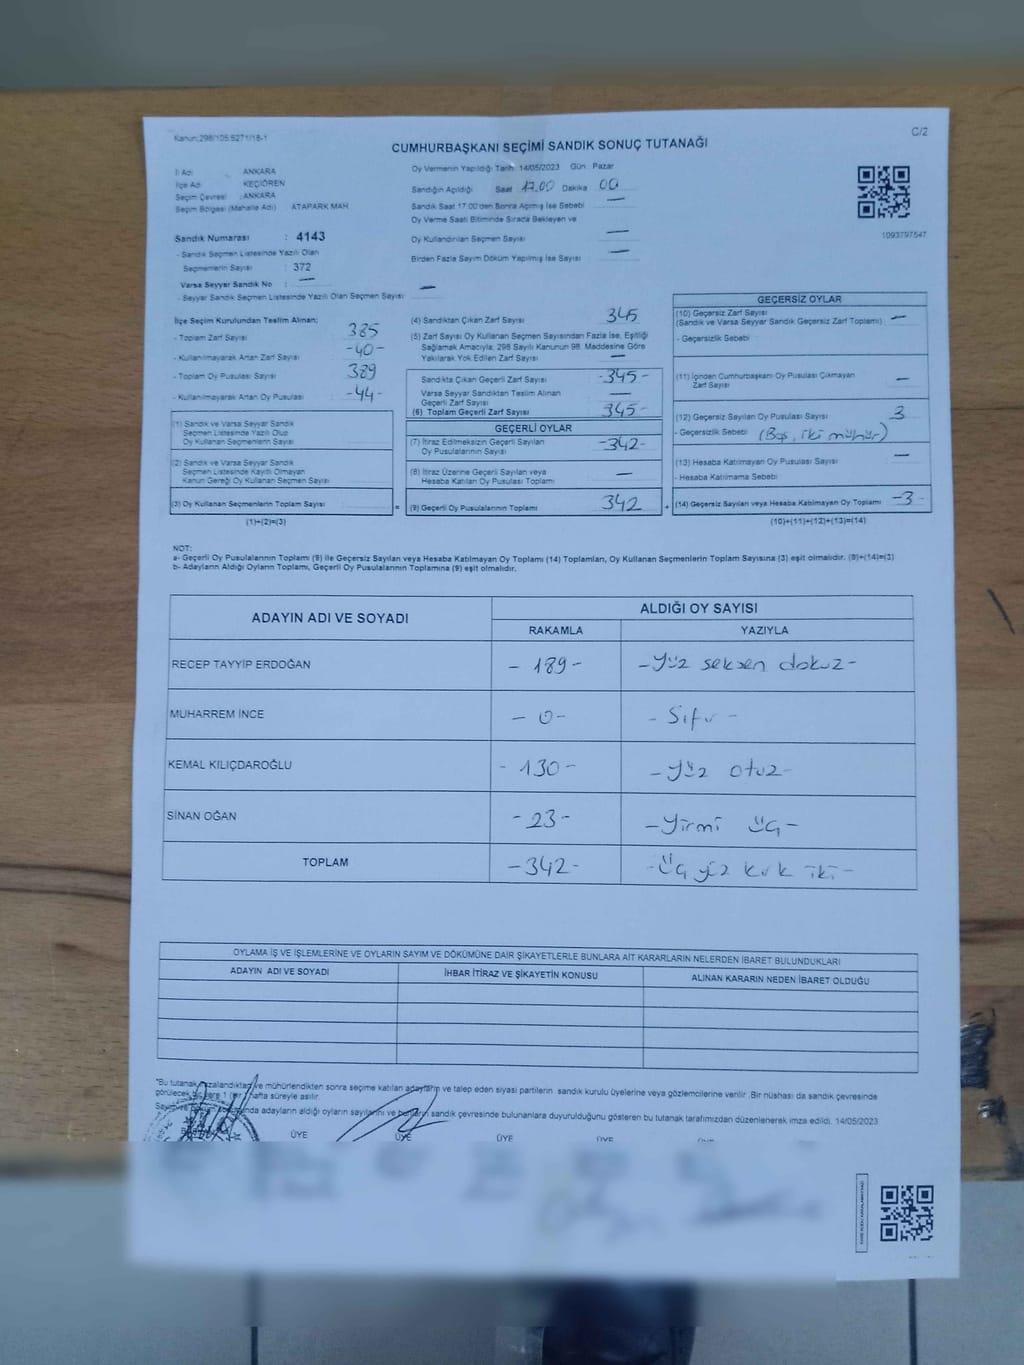 Kanun:298/105.6271/18-1
C/2
CUMHURBAŞKANI SEÇİMİ SANDIK SONUÇ TUTANAĞI
İl Adı ANKARA
İlçe Adı KEÇİÖREN
Seçim Çevresi : ANKARA
Seçim Bölgesi (Mahalle Adı) ATAPARK MAH
Sandık Numarası : 4143
- Sandık Seçmen Listesinde Yazılı Olan
Seçmenlerin Sayısı : 372
Varsa Seyyar Sandık No : —
- Seyyar Sandık Seçmen Listesinde Yazılı Olan Seçmen Sayısı —
Oy Vermenin Yapıldığı Tarih: 14/05/2023 Gün Pazar
Sandığın Açıldığı Saat 17.00 Dakika 00
Sandık Saat 17.00'den Sonra Açmış İse Sebebi —
Oy Verme Saati Bitiminde Sırada Bekleyen ve
Oy Kullandırılan Seçmen Sayısı —
Birden Fazla Sayım Döküm Yapılmış İse Sayısı —
1093797547
İlçe Seçim Kurulundan Teslim Alınan;
- Toplam Zarf Sayısı 385
- Kullanılmayarak Artan Zarf Sayısı -40-
- Toplam Oy Pusulası Sayısı 389
- Kullanılmayarak Artan Oy Pusulası -44-
(1) Sandık ve Varsa Seyyar Sandık
Seçmen Listesinde Yazılı Olup
Oy Kullanan Seçmenlerin Sayısı
(2) Sandık ve Varsa Seyyar Sandık
Seçmen Listesinde Kayıtlı Olmayan
Kanun Gereği Oy Kullanan Seçmen Sayısı
(3) Oy Kullanan Seçmenlerin Toplam Sayısı
(1)+(2)=(3)
=
(4) Sandıktan Çıkan Zarf Sayısı 345
(5) Zarf Sayısı Oy Kullanan Seçmen Sayısından Fazla İse, Eşitliği
Sağlamak Amacıyla; 298 Sayılı Kanunun 98. Maddesine Göre
Yakılarak Yok Edilen Zarf Sayısı —
Sandıkta Çıkan Geçerli Zarf Sayısı -345-
Varsa Seyyar Sandıktan Teslim Alınan
Geçerli Zarf Sayısı —
(6) Toplam Geçerli Zarf Sayısı 345-
GEÇERLİ OYLAR
(7) İtiraz Edilmeksizin Geçerli Sayılan
Oy Pusulalarının Sayısı -342-
(8) İtiraz Üzerine Geçerli Sayılan veya
Hesaba Katılan Oy Pusulası Toplamı —
(9) Geçerli Oy Pusulalarının Toplamı 342
+
GEÇERSİZ OYLAR
(10) Geçersiz Zarf Sayısı
(Sandık ve Varsa Seyyar Sandık Geçersiz Zarf Toplamı) —
- Geçersizlik Sebebi
(11) İçinden Cumhurbaşkanı Oy Pusulası Çıkmayan
Zarf Sayısı —
(12) Geçersiz Sayılan Oy Pusulası Sayısı 3
- Geçersizlik Sebebi (Boş, iki mühür)
(13) Hesaba Katılmayan Oy Pusulası Sayısı —
- Hesaba Katılmama Sebebi
(14) Geçersiz Sayılan veya Hesaba Katılmayan Oy Toplamı -3-
(10)+(11)+(12)+(13)=(14)
NOT:
a- Geçerli Oy Pusulalarının Toplamı (9) ile Geçersiz Sayılan veya Hesaba Katılmayan Oy Toplamı (14) Toplamları, Oy Kullanan Seçmenlerin Toplam Sayısına (3) eşit olmalıdır. (9)+(14)=(3)
b- Adayların Aldığı Oyların Toplamı, Geçerli Oy Pusulalarının Toplamına (9) eşit olmalıdır.
ADAYIN ADI VE SOYADI
ALDIĞI OY SAYISI
RAKAMLA YAZIYLA
RECEP TAYYİP ERDOĞAN - 189 - -Yüz seksen dokuz-
MUHARREM İNCE - 0 - - Sıfır -
KEMAL KILIÇDAROĞLU - 130 - -Yüz otuz-
SİNAN OĞAN - 23 - -Yirmi üç-
TOPLAM -342- -üç yüz kırk iki-
OYLAMA İŞ VE İŞLEMLERİNE VE OYLARIN SAYIM VE DÖKÜMÜNE DAİR ŞİKAYETLERLE BUNLARA AİT KARARLARIN NELERDEN İBARET BULUNDUKLARI
ADAYIN ADI VE SOYADI İHBAR İTİRAZ VE ŞİKAYETİN KONUSU ALINAN KARARIN NEDEN İBARET OLDUĞU
*Bu tutanak ve mühürlendikten sonra seçime katılan adayların ve talep eden siyasi partilerin sandık kurulu üyelerine veya gözlemcilerine verilir. Bir nüshası da sandık çevresinde
görülecek bir yere 1 hafta süreyle asılır.
adayların aldığı oyların sayılarını ve sandık çevresinde bulunanlara duyurulduğunu gösteren bu tutanak tarafımızdan düzenlenerek imza edildi. 14/05/2023
ÜYE ÜYE ÜYE ÜYE ÜYE